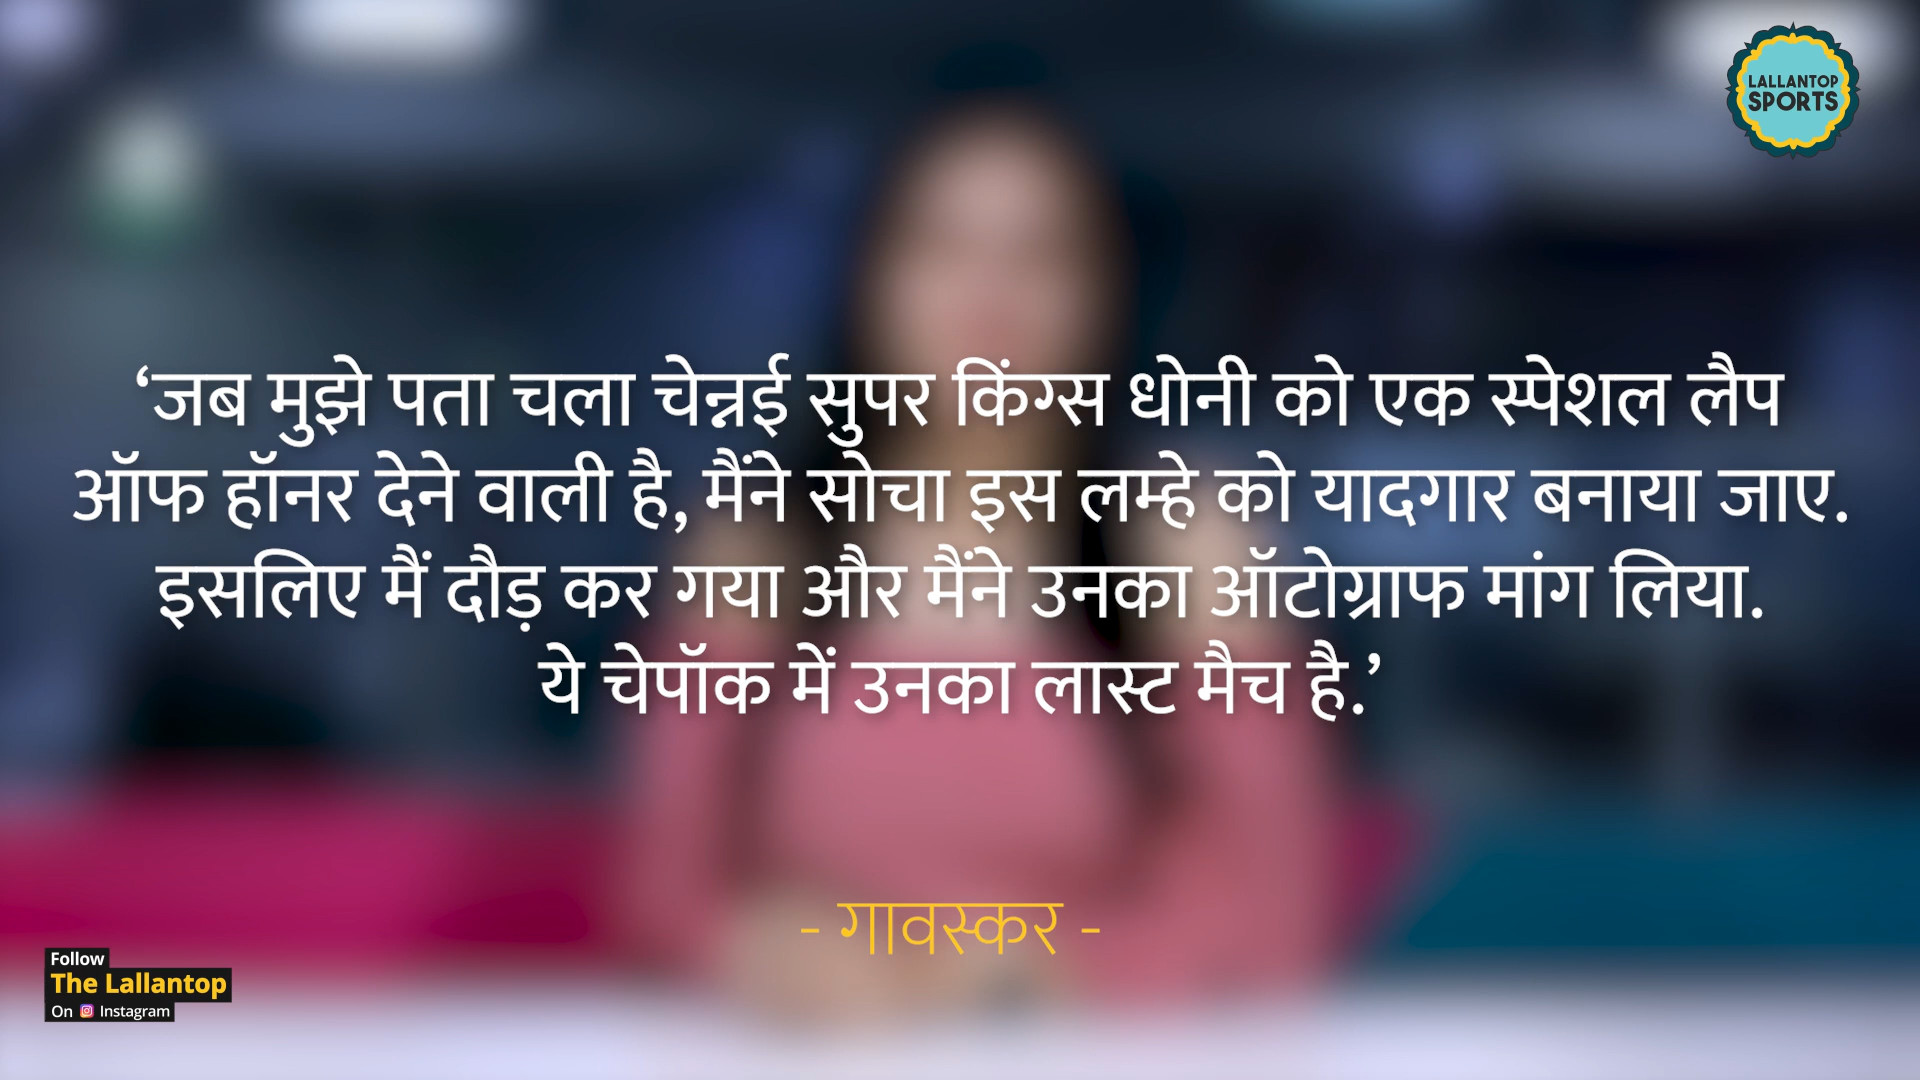 LALLANTOP
SPORTS
‘जब मुझे पता चला चेन्नई सुपर किंग्स धोनी को एक स्पेशल लैप
ऑफ हॉनर देने वाली है, मैंने सोचा इस लम्हे को यादगार बनाया जाए.
इसलिए मैं दौड़ कर गया और मैंने उनका ऑटोग्राफ मांग लिया.
ये चेपॉक में उनका लास्ट मैच है.’
- गावस्कर -
Follow
The Lallantop
On Instagram